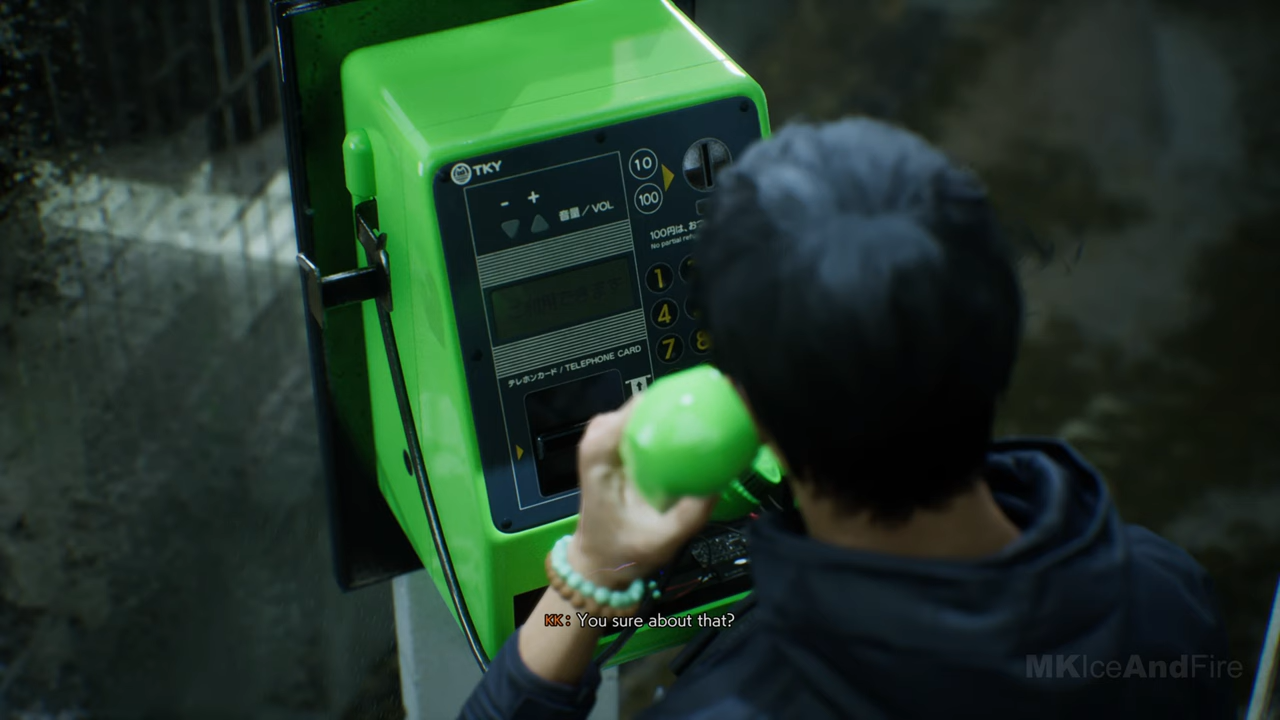 TKY
- +
音量/VOL
10
100
100円は、お
No partial
1
4
7 8
テレホンカード / TELEPHONE CARD
KK: You sure about that?
MKIceAndFire